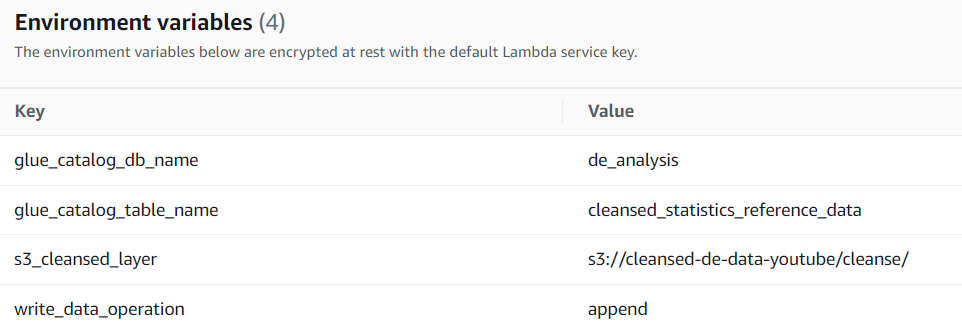 Environment variables (4)
The environment variables below are encrypted at rest with the default Lambda service key.
Key Value
glue_catalog_db_name de_analysis
glue_catalog_table_name cleansed_statistics_reference_data
s3_cleansed_layer s3://cleansed-de-data-youtube/cleanse/
write_data_operation append